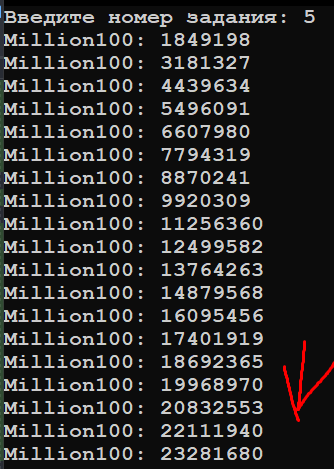 Введите номер задания: 5
Million100: 1849198
Million100: 3181327
Million100: 4439634
Million100: 5496091
Million100: 6607980
Million100: 7794319
Million100: 8870241
Million100: 9920309
Million100: 11256360
Million100: 12499582
Million100: 13764263
Million100: 14879568
Million100: 16095456
Million100: 17401919
Million100: 18692365
Million100: 19968970
Million100: 20832553
Million100: 22111940
Million100: 23281680